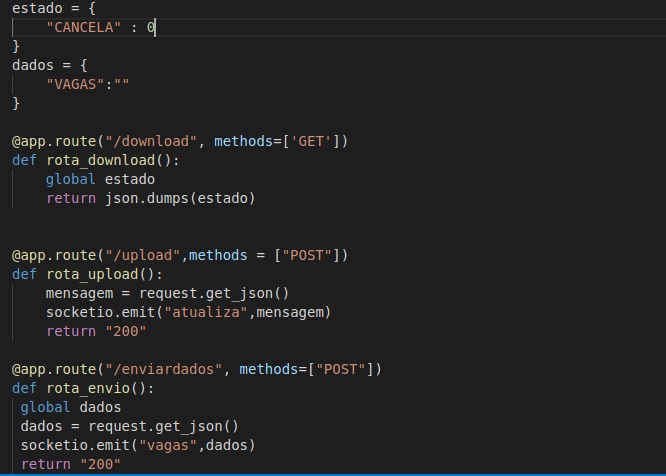 estado = {
    "CANCELA" : 0
}
dados = {
    "VAGAS":""
}

@app.route("/download", methods=['GET'])
def rota_download():
    global estado
    return json.dumps(estado)


@app.route("/upload",methods = ["POST"])
def rota_upload():
    mensagem = request.get_json()
    socketio.emit("atualiza",mensagem)
    return "200"

@app.route("/enviardados", methods=["POST"])
def rota_envio():
 global dados
 dados = request.get_json()
 socketio.emit("vagas",dados)
 return "200"